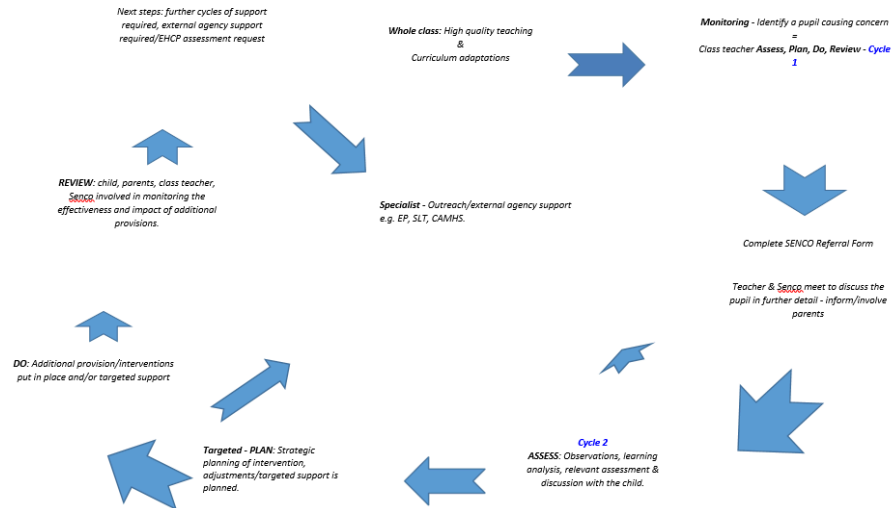 Next steps: further cycles of support
required, external agency support
required/EHCP assessment request
Whole class: High quality teaching
&
Curriculum adaptations
Monitoring - Identify a pupil causing concern
=
Class teacher Assess, Plan, Do, Review - Cycle
1
REVIEW: child, parents, class teacher,
Senco involved in monitoring the
effectiveness and impact of additional
provisions.
Specialist - Outreach/external agency support
e.g. EP, SLT, CAMHS.
Complete SENCO Referral Form
Teacher & Senco meet to discuss the
pupil in further detail - inform/involve
parents
DO: Additional provision/interventions
put in place and/or targeted support
Targeted - PLAN: Strategic
planning of intervention,
adjustments/targeted support is
planned.
Cycle 2
ASSESS: Observations, learning
analysis, relevant assessment &
discussion with the child.